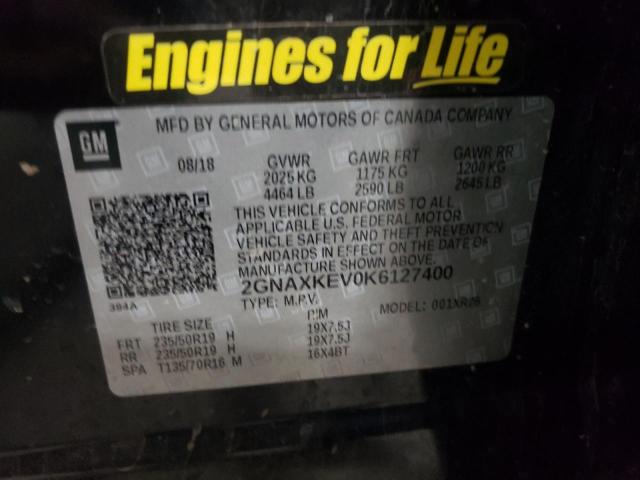 Engines for Life
GM
MFD BY GENERAL MOTORS OF CANADA COMPANY
08/18 GVWR GAWR FRT GAWR RR
2025 KG 1175 KG 1200 KG
4464 LB 2590 LB 2645 LB
THIS VEHICLE CONFORMS TO ALL
APPLICABLE U.S. FEDERAL MOTOR
VEHICLE SAFETY AND THEFT PREVENTION
STANDARDS IN EFFECT ON THE DATE OF
MANUFACTURE SHOWN ABOVE.
2GNAXKEV0K6127400
394A TYPE: M.P.V. MODEL: 001XR26
TIRE SIZE RIM
FRT 235/50R19 H 19X7.5J
RR 235/50R19 H 19X7.5J
SPA T135/70R16 M 16X4BT